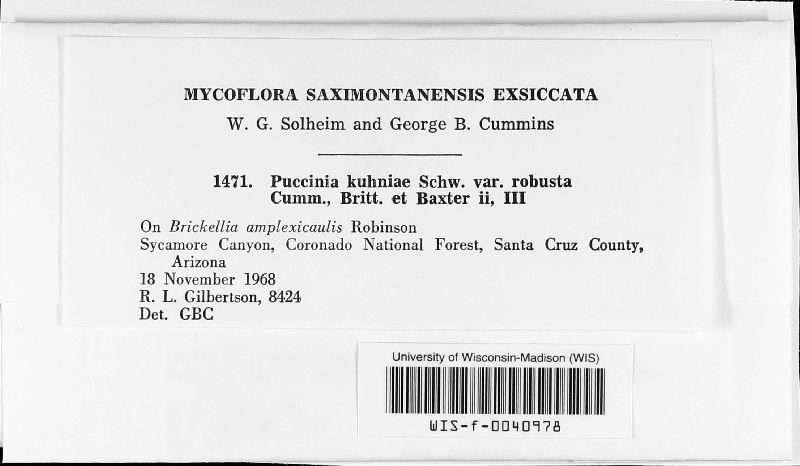 MYCOFLORA SAXIMONTANENSIS EXSICCATA
W. G. Solheim and George B. Cummins
1471. Puccinia kuhniae Schw. var. robusta
Cumm., Britt. et Baxter ii, III
On Brickellia amplexicaulis Robinson
Sycamore Canyon, Coronado National Forest, Santa Cruz County,
Arizona
18 November 1968
R. L. Gilbertson, 8424
Det. GBC
University of Wisconsin-Madison (WIS)
WIS-f-0040978